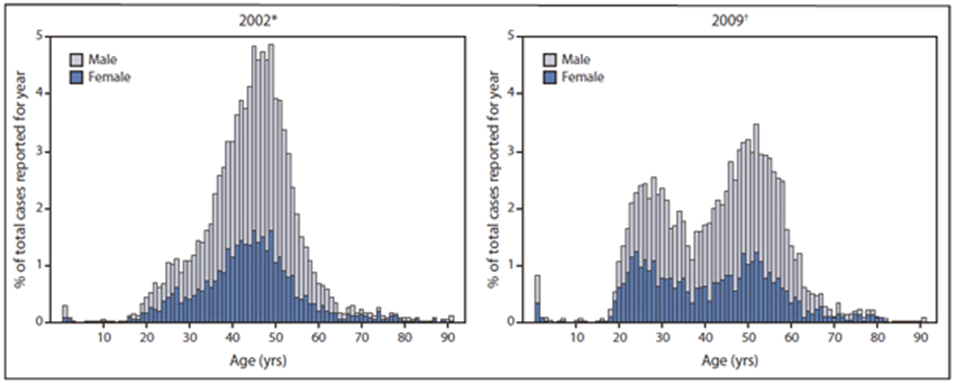 2002*
5
4
3
2
1
0
% of total cases reported for year
Male
Female
10 20 30 40 50 60 70 80 90
Age (yrs)
2009†
5
4
3
2
1
0
% of total cases reported for year
Male
Female
10 20 30 40 50 60 70 80 90
Age (yrs)